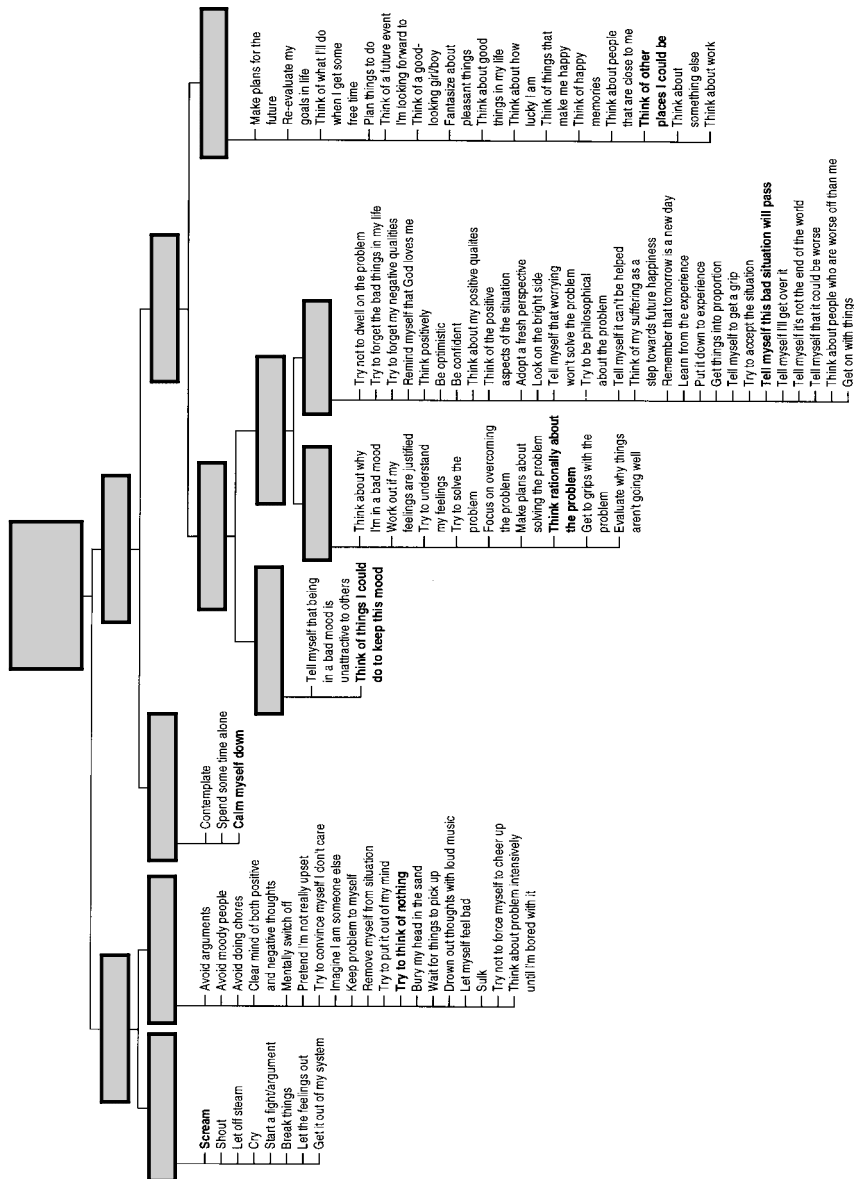 Scream
Shout
Let off steam
Cry
Start a fight/argument
Break things
Let the feelings out
Get it out of my system
Avoid arguments
Avoid moody people
Avoid doing chores
Clear mind of both positive
and negative thoughts
Mentally switch off
Pretend I'm not really upset
Try to convince myself I don't care
Imagine I am someone else
Keep problem to myself
Remove myself from situation
Try to put it out of my mind
Try to think of nothing
Bury my head in the sand
Wait for things to pick up
Drown out thoughts with loud music
Let myself feel bad
Sulk
Try not to force myself to cheer up
Think about problem intensively
until I'm bored with it
Contemplate
Spend some time alone
Calm myself down
Tell myself that being
in a bad mood is
unattractive to others
Think of things I could
do to keep this mood
Think about why
I'm in a bad mood
Work out if my
feelings are justified
Try to understand
my feelings
Try to solve the
problem
Focus on overcoming
the problem
Make plans about
solving the problem
Think rationally about
the problem
Get to grips with the
problem
Evaluate why things
aren't going well
Try not to dwell on the problem
Try to forget the bad things in my life
Try to forget my negative qualities
Remind myself that God loves me
Think positively
Be optimistic
Be confident
Think about my positive qualites
Think of the positive
aspects of the situation
Adopt a fresh perspective
Look on the bright side
Tell myself that worrying
won't solve the problem
Try to be philosophical
about the problem
Tell myself it can't be helped
Think of my suffering as a
step towards future happiness
Remember that tomorrow is a new day
Learn from the experience
Put it down to experience
Get things into proportion
Tell myself to get a grip
Try to accept the situation
Tell myself this bad situation will pass
Tell myself I'll get over it
Tell myself it's not the end of the world
Tell myself that it could be worse
Think about people who are worse off than me
Get on with things
Make plans for the
future
Re-evaluate my
goals in life
Think of what I'll do
when I get some
free time
Plan things to do
Think of a future event
I'm looking forward to
Think of a good-
looking girl/boy
Fantasize about
pleasant things
Think about good
things in my life
Think about how
lucky I am
Think of things that
make me happy
Think of happy
memories
Think about people
that are close to me
Think of other
places I could be
Think about
something else
Think about work